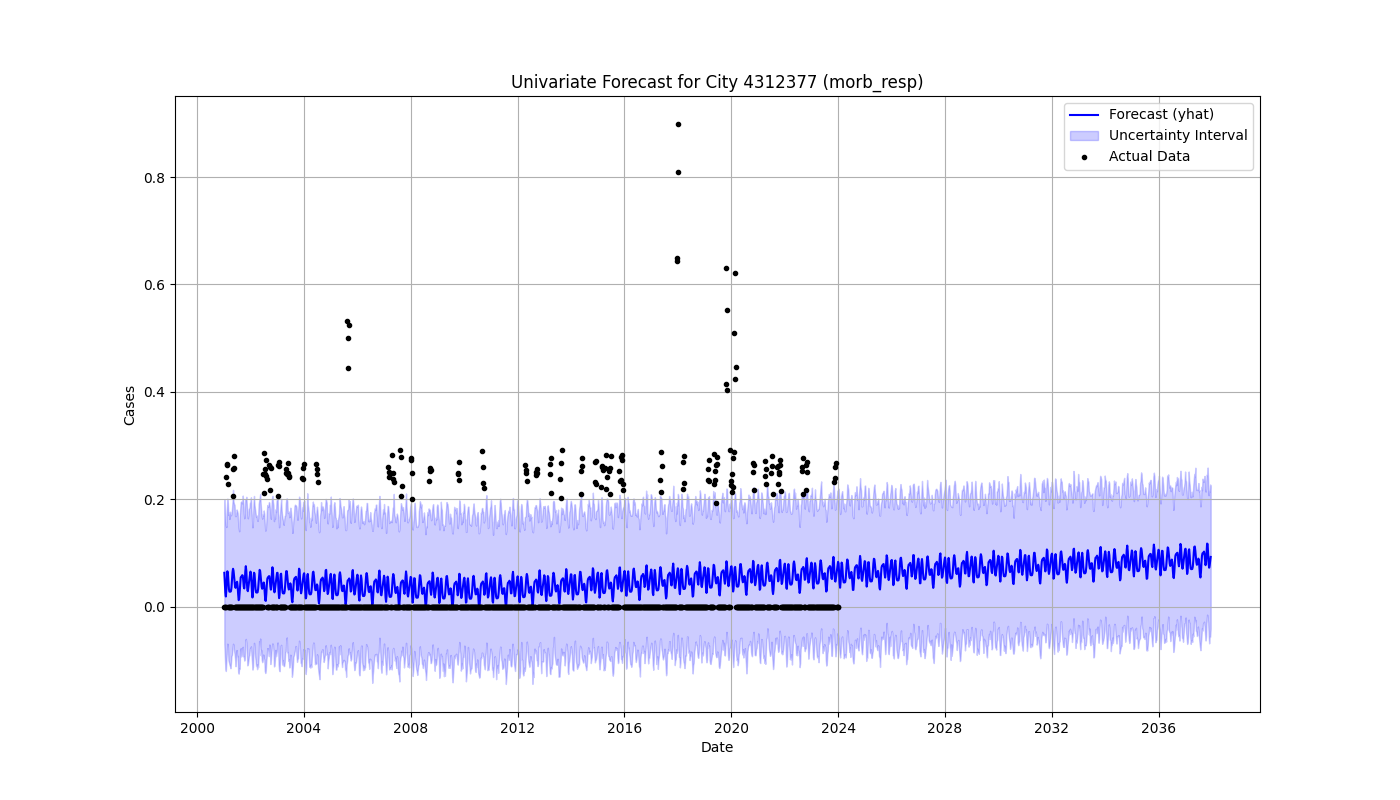 Univariate Forecast for City 4312377 (morb_resp)
Forecast (yhat)
Uncertainty Interval
Actual Data
0.8
0.6
0.4
0.2
0.0
Cases
2000 2004 2008 2012 2016 2020 2024 2028 2032 2036
Date